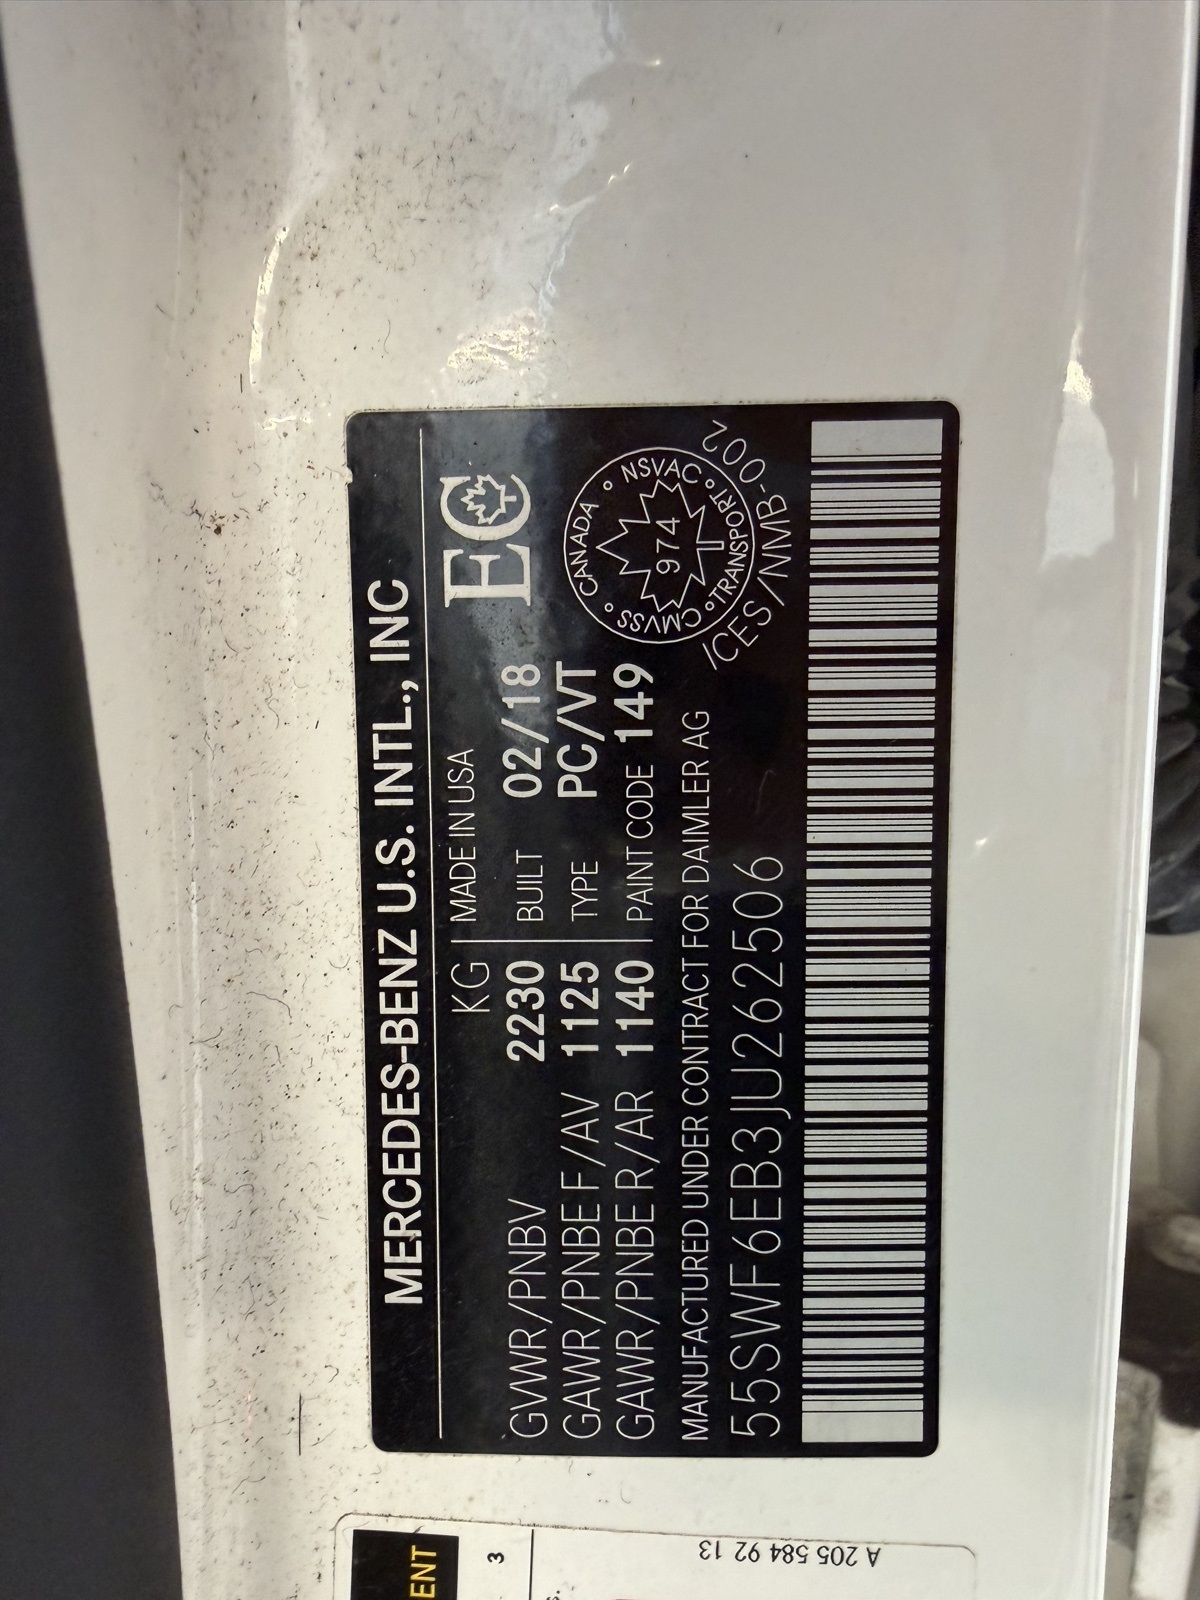 MERCEDES-BENZ U.S. INTL., INC
KG MADE IN USA
GVWR/PNBV 2230 BUILT 02/18
GAWR/PNBE F/AV 1125 TYPE PC/VT
GAWR/PNBE R/AR 1140 PAINT CODE 149
MANUFACTURED UNDER CONTRACT FOR DAIMLER AG
55SWF6EB3JU262506
EC
CANADA • NSVAC • TRANSPORT • CMVSS •
974
/CES /NMB-002
ENT
3
s.
A 205 584 92 13